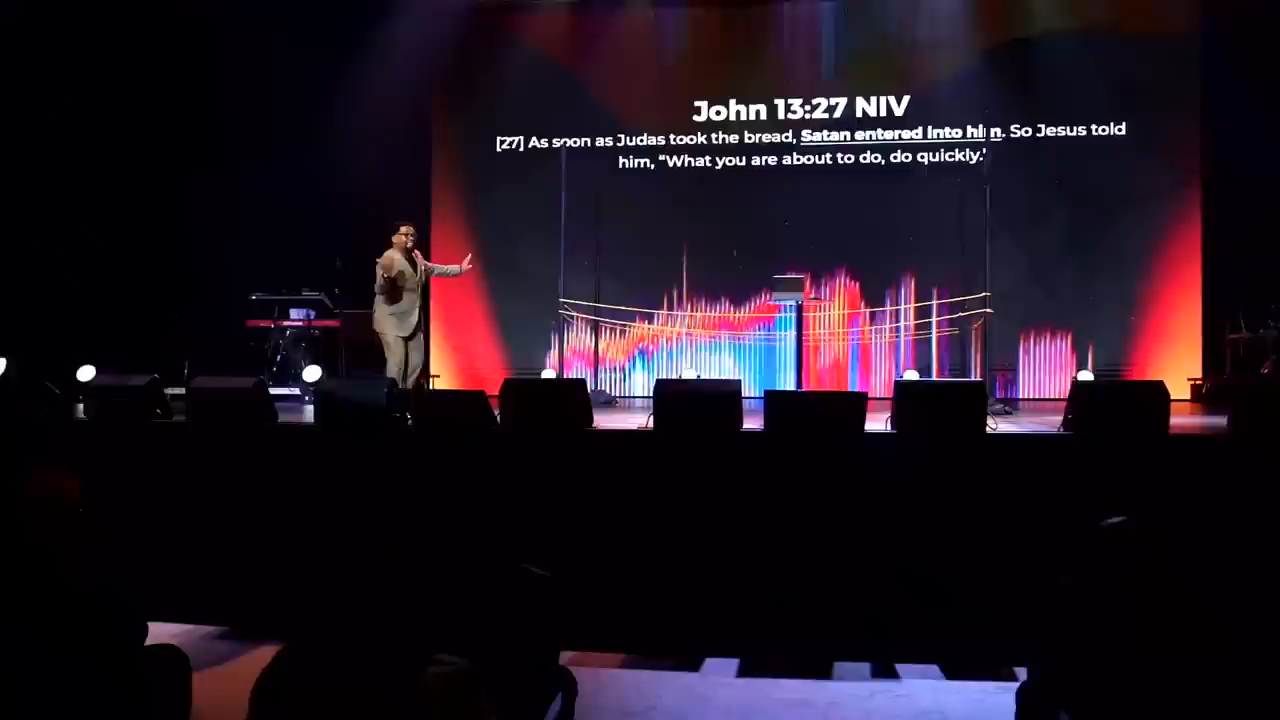 John 13:27 NIV
[27] As soon as Judas took the bread, Satan entered into him. So Jesus told
him, “What you are about to do, do quickly.”